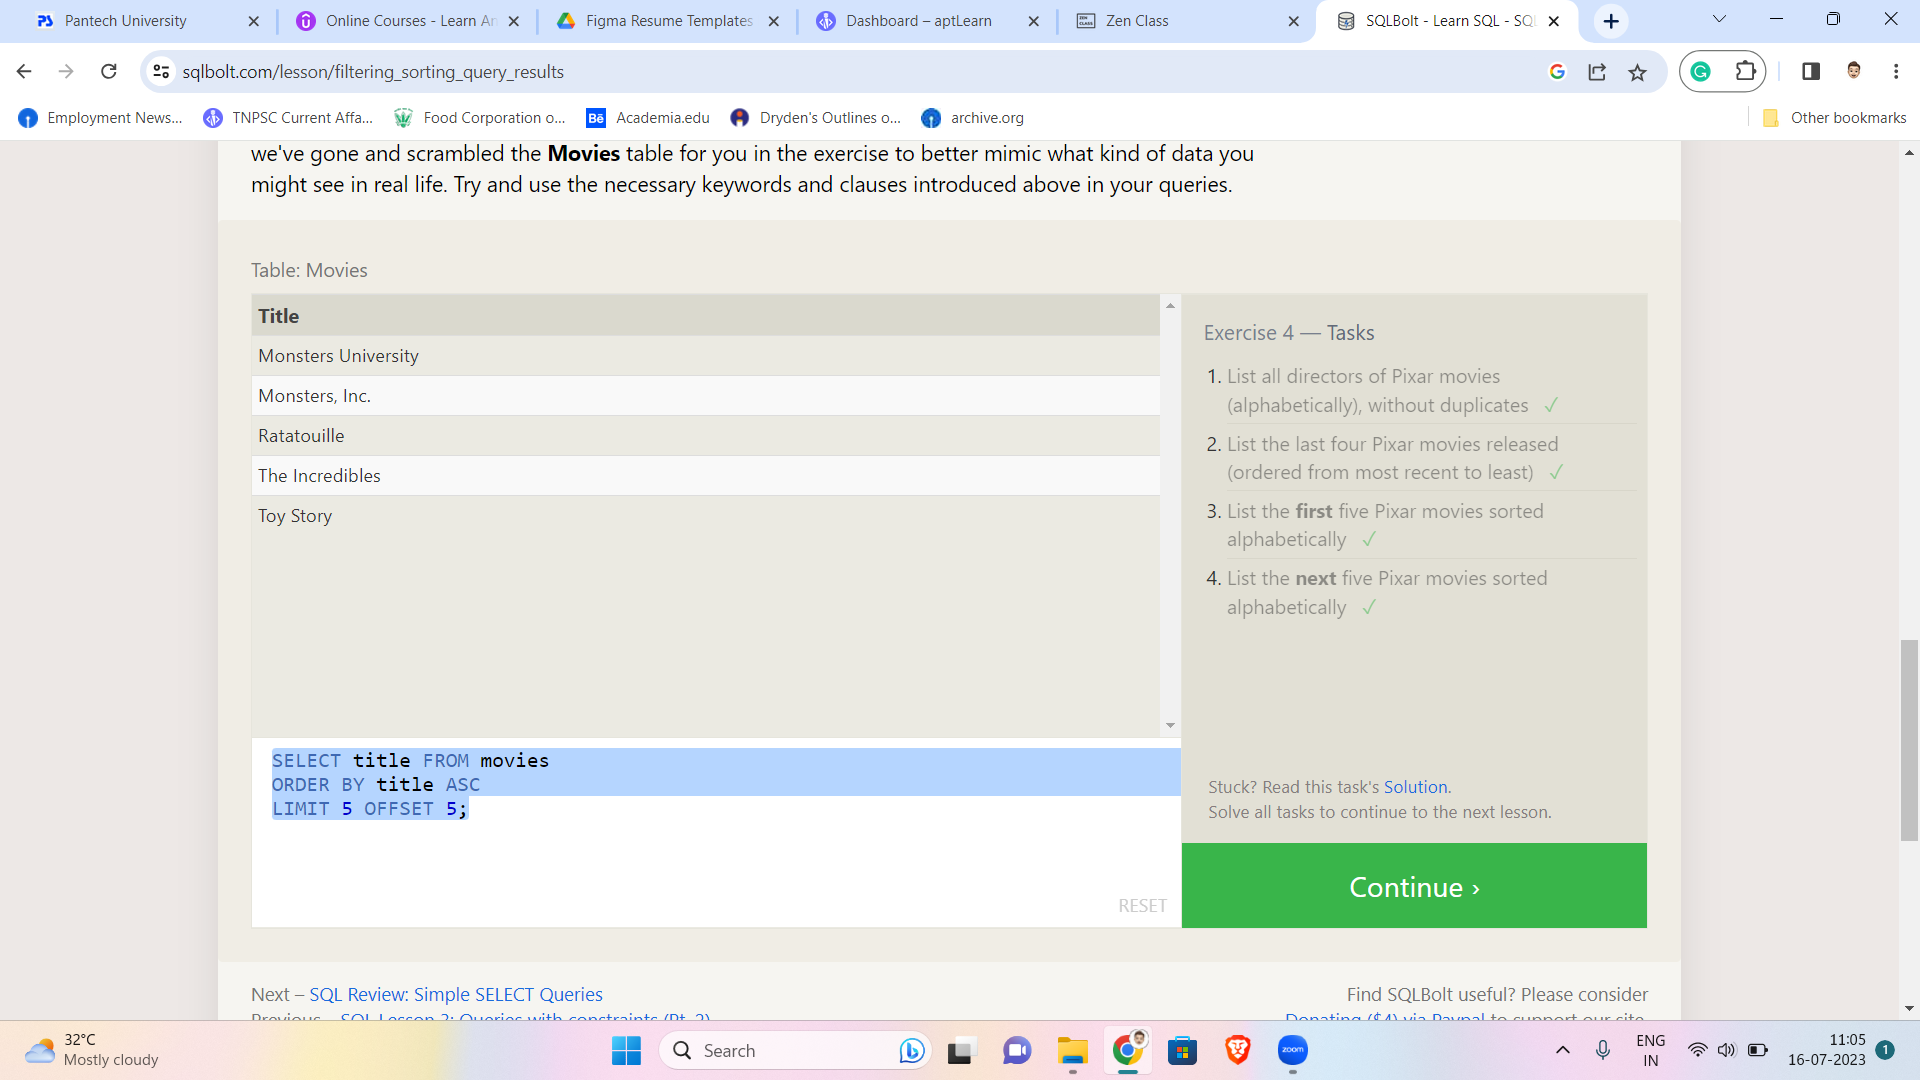 Pantech University
Online Courses - Learn An
Figma Resume Templates
Dashboard – aptLearn
Zen Class
SQLBolt - Learn SQL - SQL
sqlbolt.com/lesson/filtering_sorting_query_results
Employment News...
TNPSC Current Affa...
Food Corporation o...
Academia.edu
Dryden's Outlines o...
archive.org
Other bookmarks
we've gone and scrambled the Movies table for you in the exercise to better mimic what kind of data you
might see in real life. Try and use the necessary keywords and clauses introduced above in your queries.
Table: Movies
Title
Monsters University
Monsters, Inc.
Ratatouille
The Incredibles
Toy Story
SELECT title FROM movies
ORDER BY title ASC
LIMIT 5 OFFSET 5;
RESET
Exercise 4 — Tasks
1. List all directors of Pixar movies
(alphabetically), without duplicates ✓
2. List the last four Pixar movies released
(ordered from most recent to least) ✓
3. List the first five Pixar movies sorted
alphabetically ✓
4. List the next five Pixar movies sorted
alphabetically ✓
Stuck? Read this task's Solution.
Solve all tasks to continue to the next lesson.
Continue ›
Next – SQL Review: Simple SELECT Queries
Previous – SQL Lesson 3: Queries with constraints (Pt. 2)
Find SQLBolt useful? Please consider
Donating ($4) via Paypal to support our site.
32°C
Mostly cloudy
Search
zoom
ENG
IN
11:05
16-07-2023
1